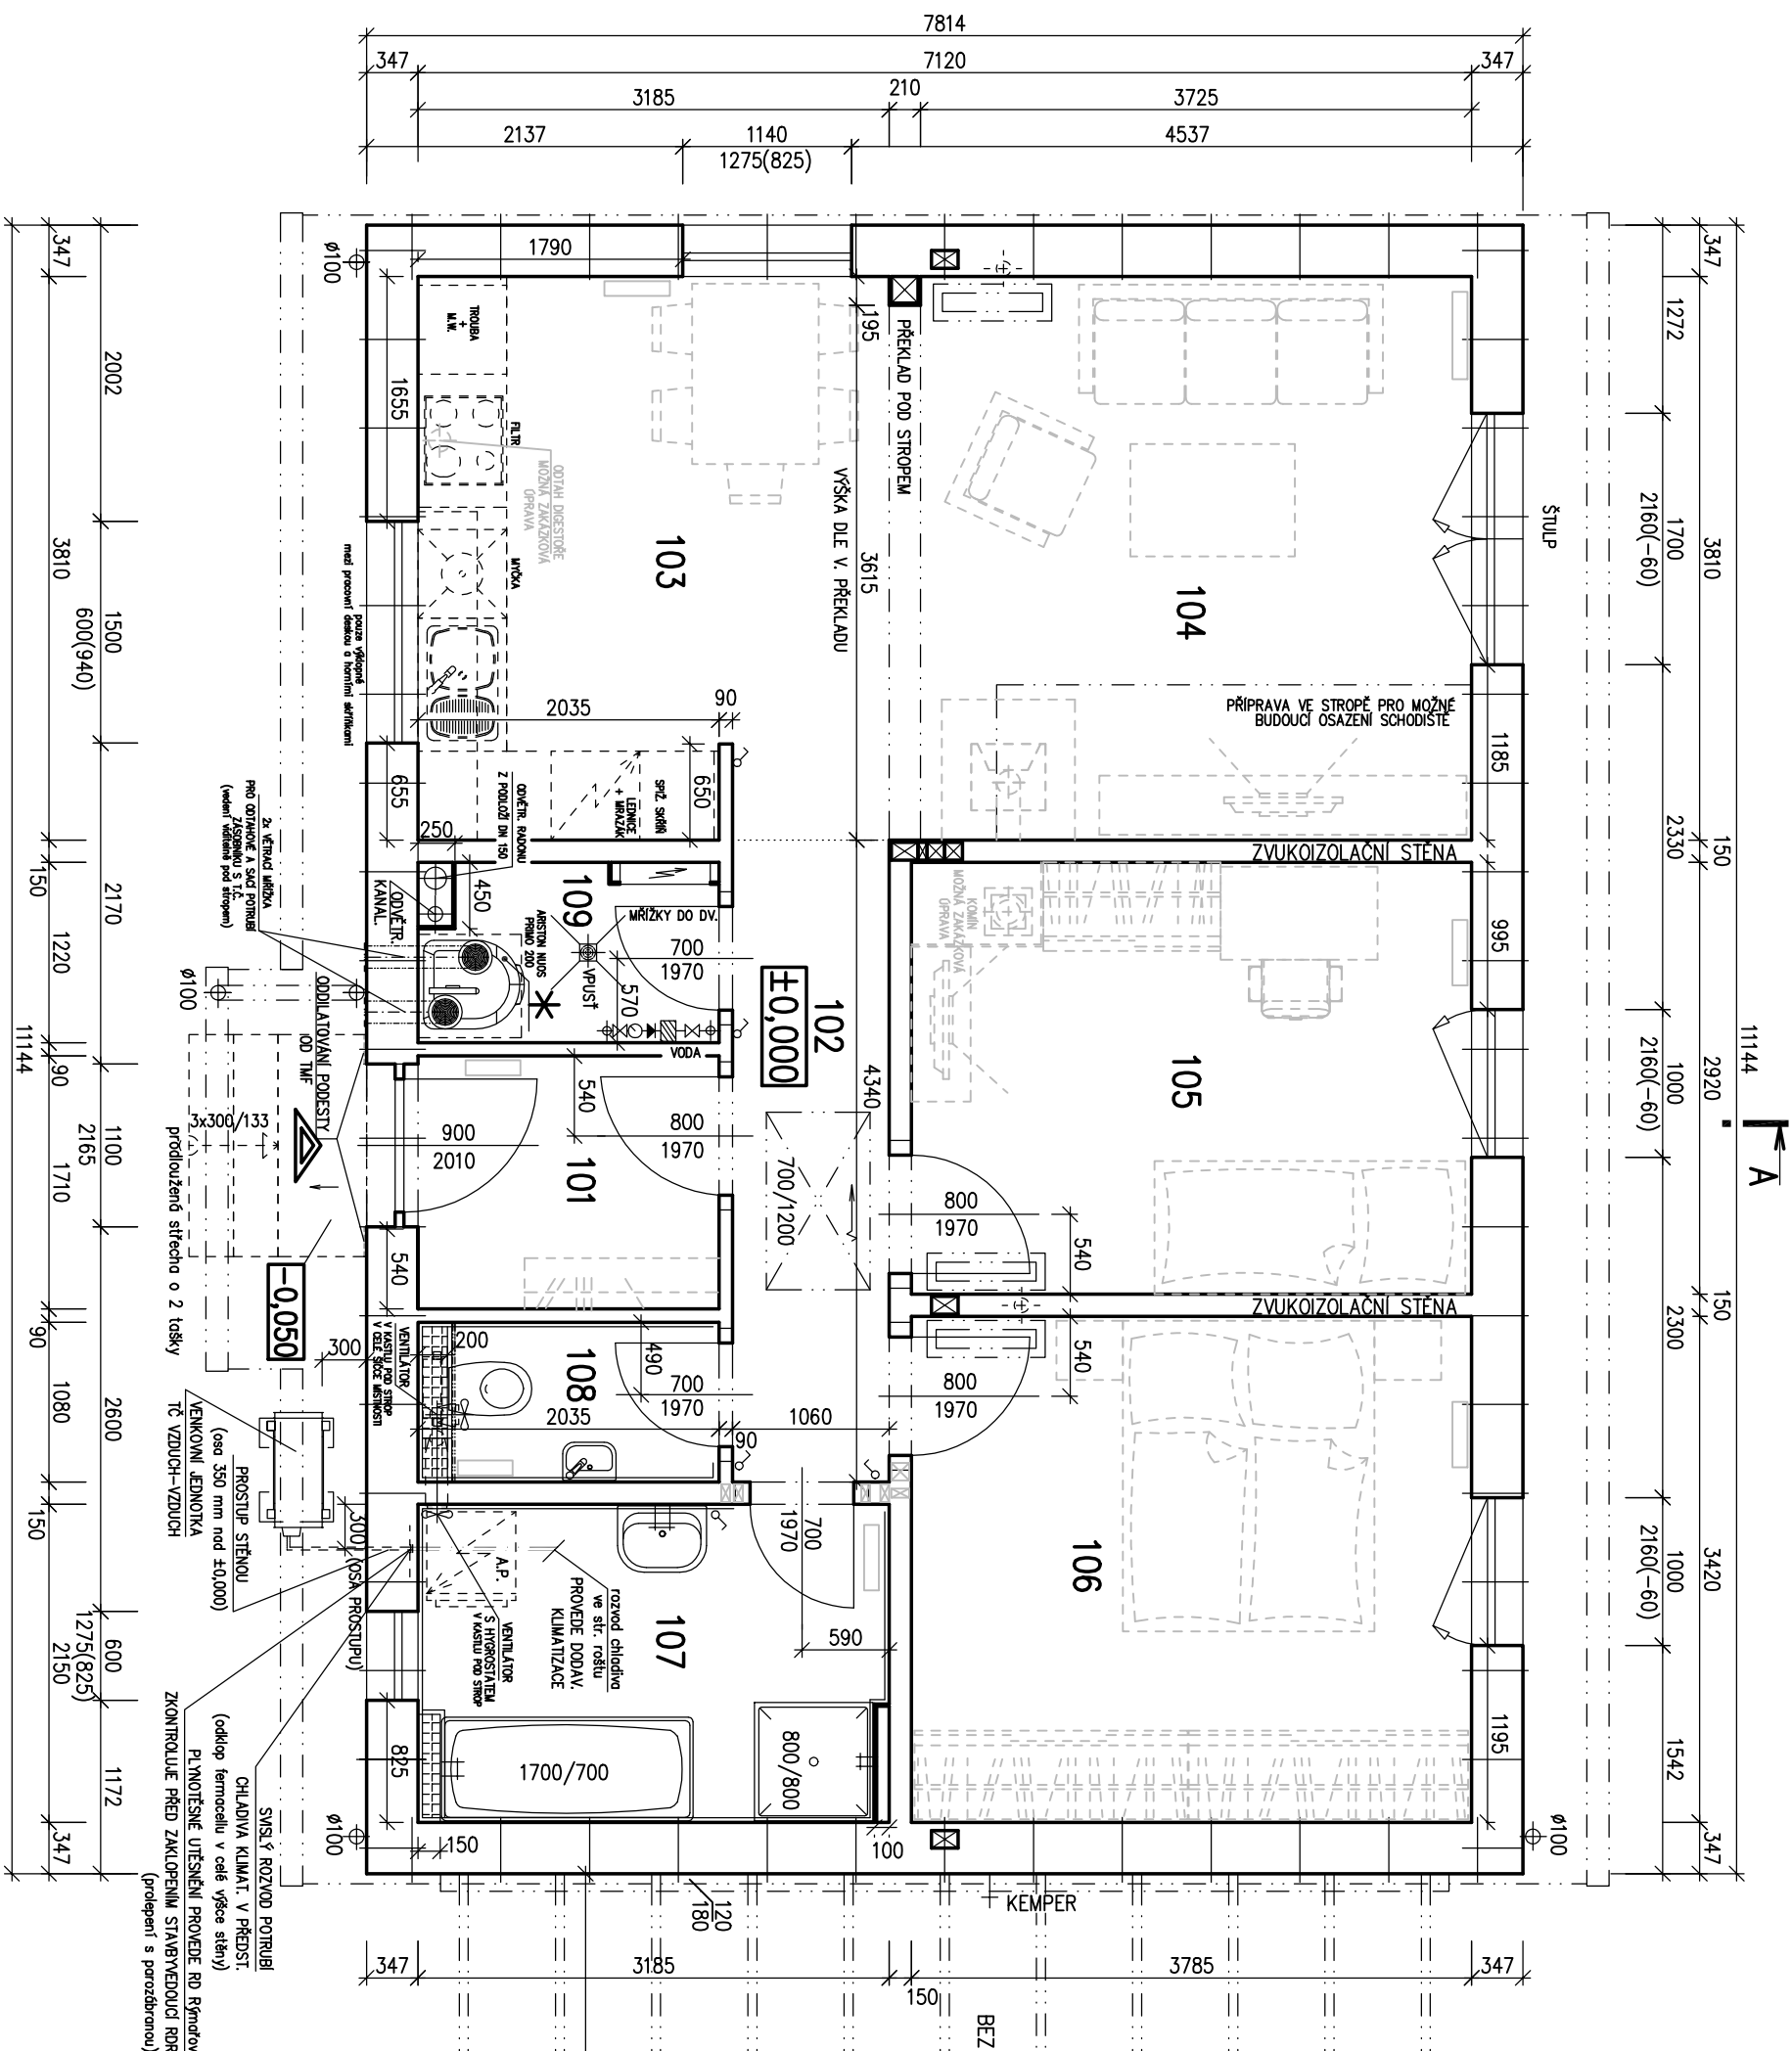 7814
347
7120
347
3185
210
3725
2137
1140
4537
1275(825)
11144
347
3810
150
2920
150
3420
347
1272
1700
2160(-60)
2330
1000
2160(-60)
2300
1000
2160(-60)
1542
A
ŠTULP
1185
995
1195
ø100
104
PŘÍPRAVA VE STROPĚ PRO MOŽNÉ
BUDOUCÍ OSAZENÍ SCHODIŠTĚ
ZVUKOIZOLAČNÍ STĚNA
105
KOMÍN
MOŽNÁ ZAKÁZKOVÁ
ÚPRAVA
ZVUKOIZOLAČNÍ STĚNA
106
800
1970
540
540
800
1970
PŘEKLAD POD STROPEM
195
VÝŠKA DLE V. PŘEKLADU
3615
4340
1790
1655
103
TROUBA
+
M.W.
FILTR
ODTAH DIGESTOŘE
MOŽNÁ ZAKÁZKOVÁ
ÚPRAVA
MYČKA
pouze výklopné
mezi pracovní deskou a horními skříňkami
2035
90
650
655
SPIŽ. SKŘÍŇ
LEDNICE
+ MRAZÁK
ODVĚTR. RADONU
Z PODLOŽÍ DN 150
250
450
109
ODVĚTR.
KANAL.
ARISTON NUOS
PRIMO 200
MŘÍŽKY DO DV.
VPUSŤ
570
700
1970
VODA
102
±0,000
700/1200
800
1970
540
900
2010
101
540
108
200
490
700
1970
2035
90
1060
VENTILÁTOR
V KASTLU POD STROP
V CELÉ ŠÍŘCE MÍSTNOSTI
700
1970
590
107
A.P.
rozvod chladiva
ve str. roštu
PROVEDE DODAV.
KLIMATIZACE
VENTILÁTOR
S HYGROSTATEM
V KASTLU POD STROP
1700/700
800/800
825
150
100
120
180
KEMPER
347
3185
150
3785
347
BEZ
ø100
2x VĚTRACÍ MŘÍŽKA
PRO ODTAHOVÉ A SACÍ POTRUBÍ
ZÁSOBNÍKU S T.Č.
(vedení viditelné pod stropem)
ø100
ODDILATOVÁNÍ PODESTY
OD TMF
3x300/133
prodloužená střecha o 2 tašky
-0,050
300
VENKOVNÍ JEDNOTKA
TČ VZDUCH-VZDUCH
PROSTUP STĚNOU
(osa 350 mm nad ±0,000)
300
(OSA PROSTUPU)
ø100
SVISLÝ ROZVOD POTRUBÍ
CHLADIVA KLIMAT. V PŘEDST.
(odklop fermacellu v celé výšce stěny)
PLYNOTĚSNÉ UTĚSNĚNÍ PROVEDE RD Rýmařov
ZKONTROLUJE PŘED ZAKLOPENÍM STAVBYVEDOUCÍ RDR
(prolepení s parozábranou)
2002
1500
600(940)
2170
1100
2165
2600
600
1275(825)
2150
1172
347
3810
150
1220
90
1710
90
1080
150
347
11144